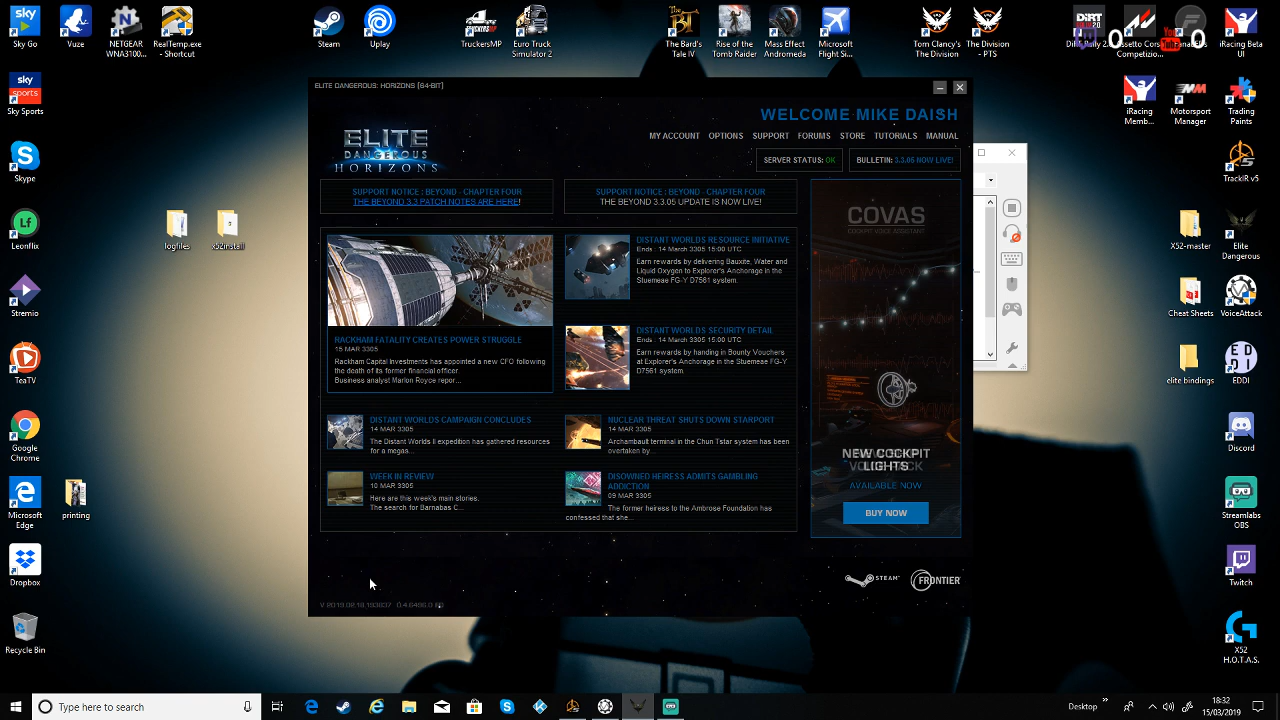 Sky Go
Vuze
NETGEAR
WNA3100...
RealTemp.exe
- Shortcut
Steam
Uplay
TruckersMP
Euro Truck
Simulator 2
The Bard's
Tale IV
Rise of the
Tomb Raider
Mass Effect
Andromeda
Microsoft
Flight Si...
Tom Clancy's
The Division
The Division
- PTS
0
0
iRacing Beta
UI
Sky Sports
iRacing
Memb...
Motorsport
Manager
Trading
Paints
Skype
TrackIR v5
Leonflix
logfiles
x52install
X52-master
Elite
Dangerous
Stremio
Cheat Sheets
VoiceAttack
TeaTV
elite bindings
EDDI
Google
Chrome
Discord
Microsoft
Edge
printing
Streamlabs
OBS
Dropbox
Twitch
Recycle Bin
X52
H.O.T.A.S.
ELITE DANGEROUS: HORIZONS [64-BIT]
WELCOME MIKE DAISH
ELITE
DANGEROUS
HORIZONS
MY ACCOUNT OPTIONS SUPPORT FORUMS STORE TUTORIALS MANUAL
SERVER STATUS: OK
BULLETIN: 3.3.05 NOW LIVE!
SUPPORT NOTICE : BEYOND - CHAPTER FOUR
THE BEYOND 3.3 PATCH NOTES ARE HERE!
SUPPORT NOTICE : BEYOND - CHAPTER FOUR
THE BEYOND 3.3.05 UPDATE IS NOW LIVE!
RACKHAM FATALITY CREATES POWER STRUGGLE
15 MAR 3305
Rackham Capital Investments has appointed a new CFO following
the death of its former financial officer.
Business analyst Marlon Royce repor...
DISTANT WORLDS RESOURCE INITIATIVE
Ends : 14 March 3305 15:00 UTC
Earn rewards by delivering Bauxite, Water and
Liquid Oxygen to Explorer's Anchorage in the
Stuemeae FG-Y D7561 system.
DISTANT WORLDS SECURITY DETAIL
Ends : 14 March 3305 15:00 UTC
Earn rewards by handing in Bounty Vouchers
at Explorer's Anchorage in the Stuemeae FG-Y
D7561 system.
DISTANT WORLDS CAMPAIGN CONCLUDES
14 MAR 3305
The Distant Worlds II expedition has gathered resources
for a megas...
NUCLEAR THREAT SHUTS DOWN STARPORT
14 MAR 3305
Archambault terminal in the Chun Tstar system has been
overtaken by...
WEEK IN REVIEW
10 MAR 3305
Here are this week's main stories.
The search for Barnabas C...
DISOWNED HEIRESS ADMITS GAMBLING
ADDICTION
09 MAR 3305
The former heiress to the Ambrose Foundation has
confessed that she...
COVAS
COCKPIT VOICE ASSISTANT
NEW COCKPIT
LIGHTS
AVAILABLE NOW
BUY NOW
STEAM
FRONTIER
Type here to search
Desktop
18:32
15/03/2019